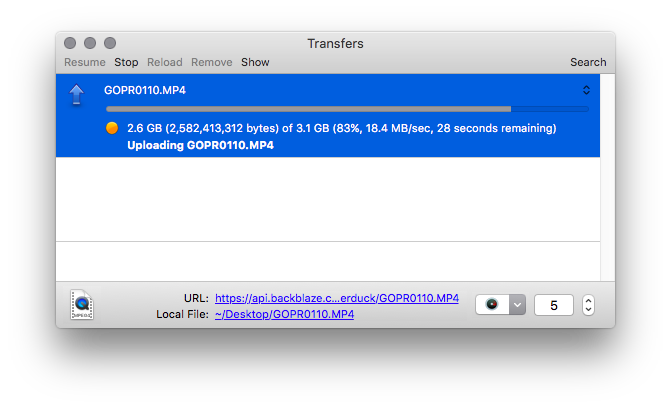 Transfers
Resume Stop Reload Remove Show Search
GOPR0110.MP4
2.6 GB (2,582,413,312 bytes) of 3.1 GB (83%, 18.4 MB/sec, 28 seconds remaining)
Uploading GOPR0110.MP4
URL: https://api.backblaze.c...erduck/GOPR0110.MP4
Local File: ~/Desktop/GOPR0110.MP4
5
MPEG4